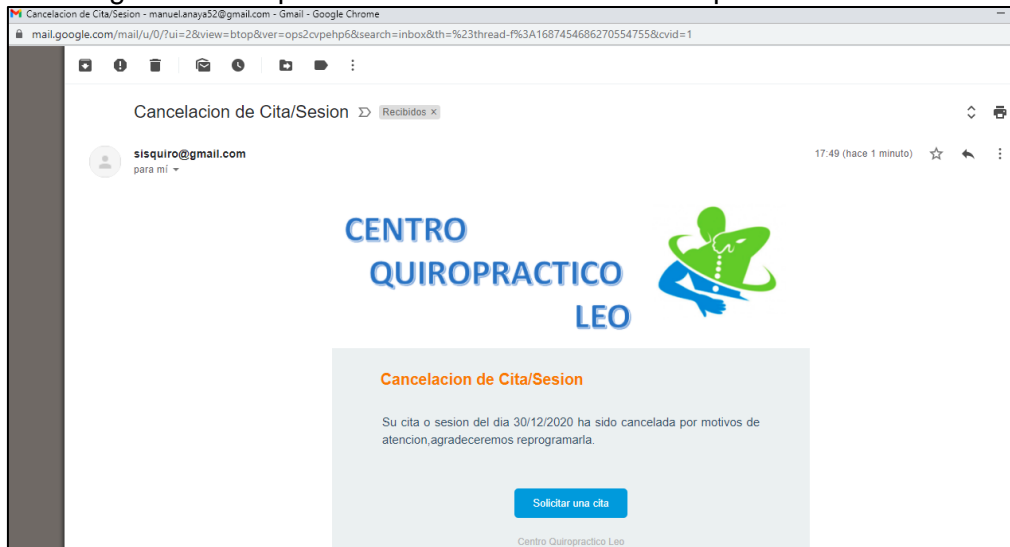 Cancelacion de Cita/Sesion - manuel.anaya52@gmail.com - Gmail - Google Chrome
mail.google.com/mail/u/0/?ui=2&view=btop&ver=ops2cvpehp6&search=inbox&th=%23thread-f%3A1687454686270554755&cvid=1
Cancelacion de Cita/Sesion Recibidos x
sisquiro@gmail.com 17:49 (hace 1 minuto)
para mí
CENTRO
QUIROPRACTICO
LEO
Cancelacion de Cita/Sesion
Su cita o sesion del dia 30/12/2020 ha sido cancelada por motivos de
atencion,agradeceremos reprogramarla.
Solicitar una cita
Centro Quiropractico Leo